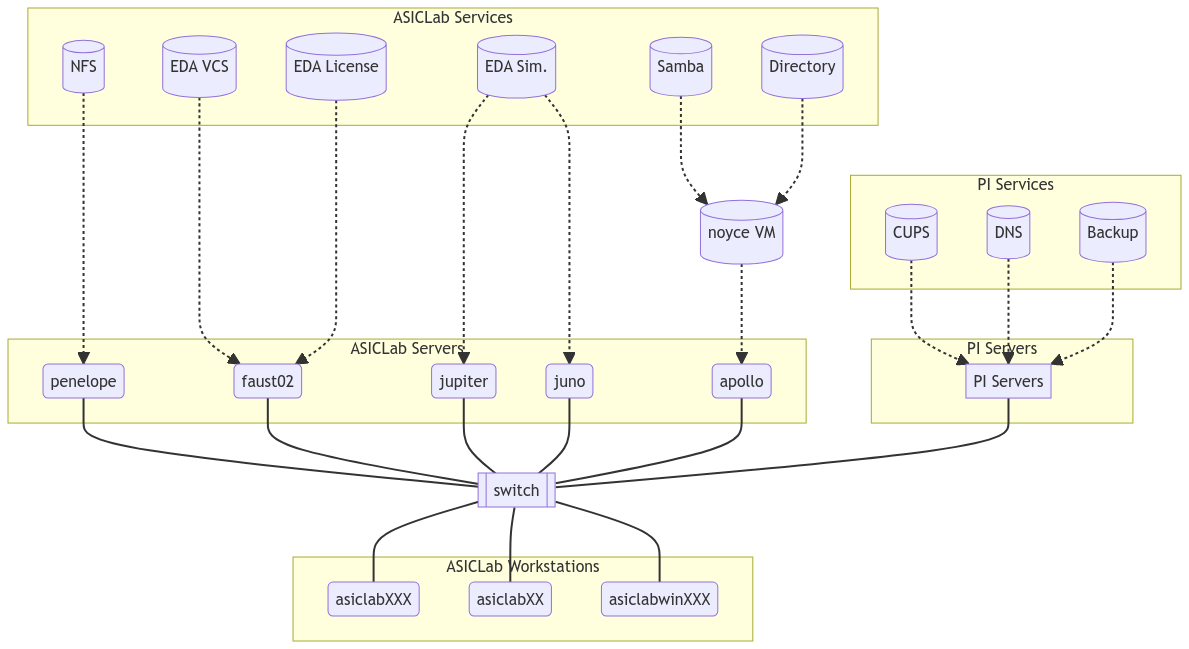 ASICLab Services
NFS
EDA VCS
EDA License
EDA Sim.
Samba
Directory
PI Services
noyce VM
CUPS
DNS
Backup
ASICLab Servers
PI Servers
penelope
faust02
jupiter
juno
apollo
PI Servers
switch
ASICLab Workstations
asiclabXXX
asiclabXX
asiclabwinXXX